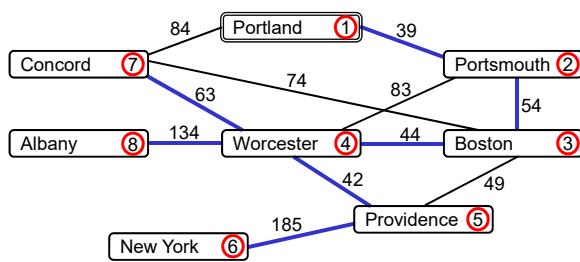 84
Portland 1
39
Concord 7
Portsmouth 2
74
83
63
54
Albany 8
134
Worcester 4
44
Boston 3
42
49
Providence 5
185
New York 6